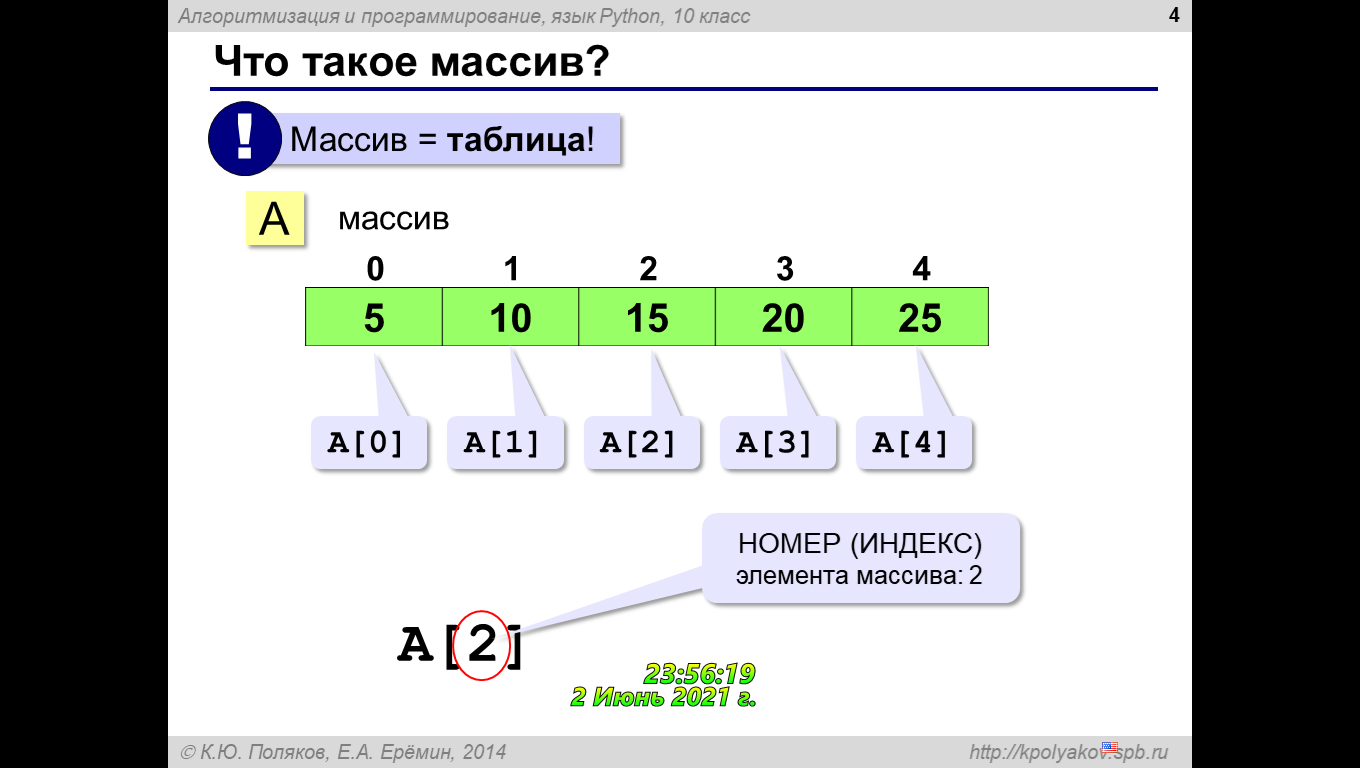 Алгоритмизация и программирование, язык Python, 10 класс 4
Что такое массив?
! Массив = таблица!
A массив
0 1 2 3 4
5 10 15 20 25
A[0] A[1] A[2] A[3] A[4]
НОМЕР (ИНДЕКС)
элемента массива: 2
A[2]
23:56:19
2 Июнь 2021 г.
© К.Ю. Поляков, Е.А. Ерёмин, 2014 http://kpolyakov.spb.ru